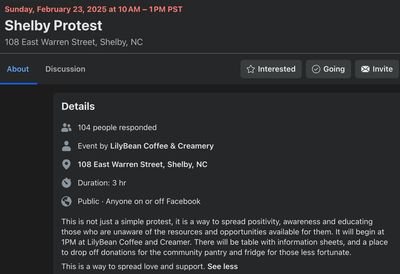 Sunday, February 23, 2025 at 10 AM – 1 PM PST
Shelby Protest
108 East Warren Street, Shelby, NC
About Discussion Interested Going Invite
Details
104 people responded
Event by LilyBean Coffee & Creamery
108 East Warren Street, Shelby, NC
Duration: 3 hr
Public · Anyone on or off Facebook
This is not just a simple protest, it is a way to spread positivity, awareness and educating
those who are unaware of the resources and opportunities available for them. It will begin at
1PM at LilyBean Coffee and Creamer. There will be table with information sheets, and a place
to drop off donations for the community pantry and fridge for those less fortunate.
This is a way to spread love and support. See less